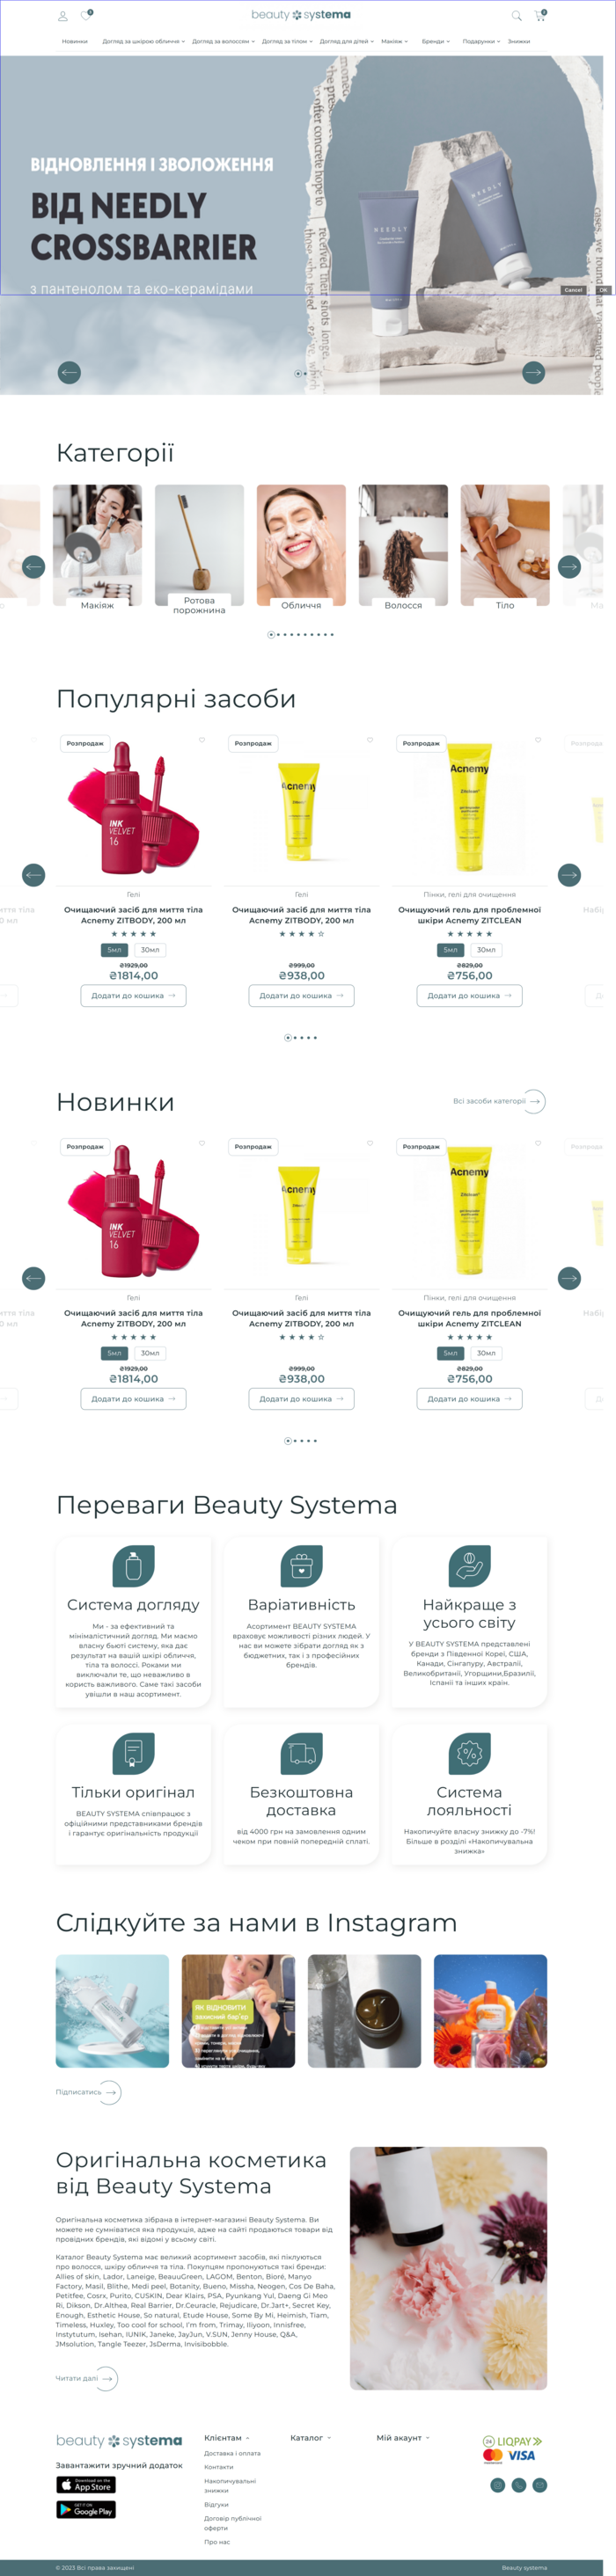 beauty systema
Новинки Догляд за шкірою обличчя Догляд за волоссям Догляд за тілом Догляд для дітей Макіяж Бренди Подарунки Знижки
ВІДНОВЛЕННЯ І ЗВОЛОЖЕННЯ
ВІД NEEDLY
CROSSBARRIER
з пантенолом та еко-керамідами
NEEDLY
NEEDLY
Cancel OK
Категорії
Макіяж
Ротова
порожнина
Обличчя
Волосся
Тіло
Популярні засоби
Розпродаж Розпродаж Розпродаж
INK
VELVET
16
Acnemy
Acnemy
Гелі Гелі Пінки, гелі для очищення
Очищаючий засіб для миття тіла Очищаючий засіб для миття тіла Очищуючий гель для проблемної
Acnemy ZITBODY, 200 мл Acnemy ZITBODY, 200 мл шкіри Acnemy ZITCLEAN
5мл 30мл 5мл 30мл
₴1929,00 ₴999,00 ₴829,00
₴1814,00 ₴938,00 ₴756,00
Додати до кошика Додати до кошика Додати до кошика
Новинки
Всі засоби категорії
Розпродаж Розпродаж Розпродаж
INK
VELVET
16
Acnemy
Acnemy
Гелі Гелі Пінки, гелі для очищення
Очищаючий засіб для миття тіла Очищаючий засіб для миття тіла Очищуючий гель для проблемної
Acnemy ZITBODY, 200 мл Acnemy ZITBODY, 200 мл шкіри Acnemy ZITCLEAN
5мл 30мл 5мл 30мл
₴1929,00 ₴999,00 ₴829,00
₴1814,00 ₴938,00 ₴756,00
Додати до кошика Додати до кошика Додати до кошика
Переваги Beauty Systema
Система догляду
Ми - за ефективний та
мінімалістичний догляд. Ми маємо
власну бьюті систему, яка дає
результат на вашій шкірі обличчя,
тіла та волоссі. Роками ми
виключали те, що неважливо в
користь важливого. Саме такі засоби
увішли в наш асортимент.
Варіативність
Асортимент BEAUTY SYSTEMA
враховує можливості різних людей. У
нас ви можете зібрати догляд як з
бюджетних, так і з професійних
брендів.
Найкраще з
усього світу
У BEAUTY SYSTEMA представлені
бренди з Південної Кореї, США,
Канади, Сінгапуру, Австралії,
Великобританії, Угорщини,Бразилії,
Іспанії та інших країн.
Тільки оригінал
BEAUTY SYSTEMA співпрацює з
офіційними представниками брендів
і гарантує оригінальність продукції
Безкоштовна
доставка
від 4000 грн на замовлення одним
чеком при повній попередній сплаті.
Система
лояльності
Накопичуйте власну знижку до -7%!
Більше в розділі «Накопичувальна
знижка»
Слідкуйте за нами в Instagram
ЯК ВІДНОВИТИ
захисний бар'єр
Підписатись
Оригінальна косметика
від Beauty Systema
Оригінальна косметика зібрана в інтернет-магазині Beauty Systema. Ви
можете не сумніватися яка продукція, адже на сайті продаються товари від
провідних брендів, які відомі у всьому світі.
Каталог Beauty Systema має великий асортимент засобів, які піклуються
про волосся, шкіру обличчя та тіла. Покупцям пропонуються такі бренди:
Allies of skin, Lador, Laneige, BeauuGreen, LAGOM, Benton, Bioré, Manyo
Factory, Masil, Blithe, Medi peel, Botanity, Bueno, Missha, Neogen, Cos De Baha,
Petitfee, Cosrx, Purito, CUSKIN, Dear Klairs, PSA, Pyunkang Yul, Daeng Gi Meo
Ri, Dikson, Dr.Althea, Real Barrier, Dr.Ceuracle, Rejudicare, Dr.Jart+, Secret Key,
Enough, Esthetic House, So natural, Etude House, Some By Mi, Heimish, Tiam,
Timeless, Huxley, Too cool for school, I'm from, Trimay, Iliyoon, Innisfree,
Instytutum, Isehan, IUNIK, Janeke, JayJun, V.SUN, Jenny House, Q&A,
JMsolution, Tangle Teezer, JsDerma, Invisibobble.
Читати далі
beauty systema
Завантажити зручний додаток
Download on the
App Store
GET IT ON
Google Play
Клієнтам
Доставка і оплата
Контакти
Накопичувальні
знижки
Відгуки
Договір публічної
оферти
Про нас
Каталог
Мій акаунт
LIQPAY
VISA
© 2023 Всі права захищені
Beauty systema